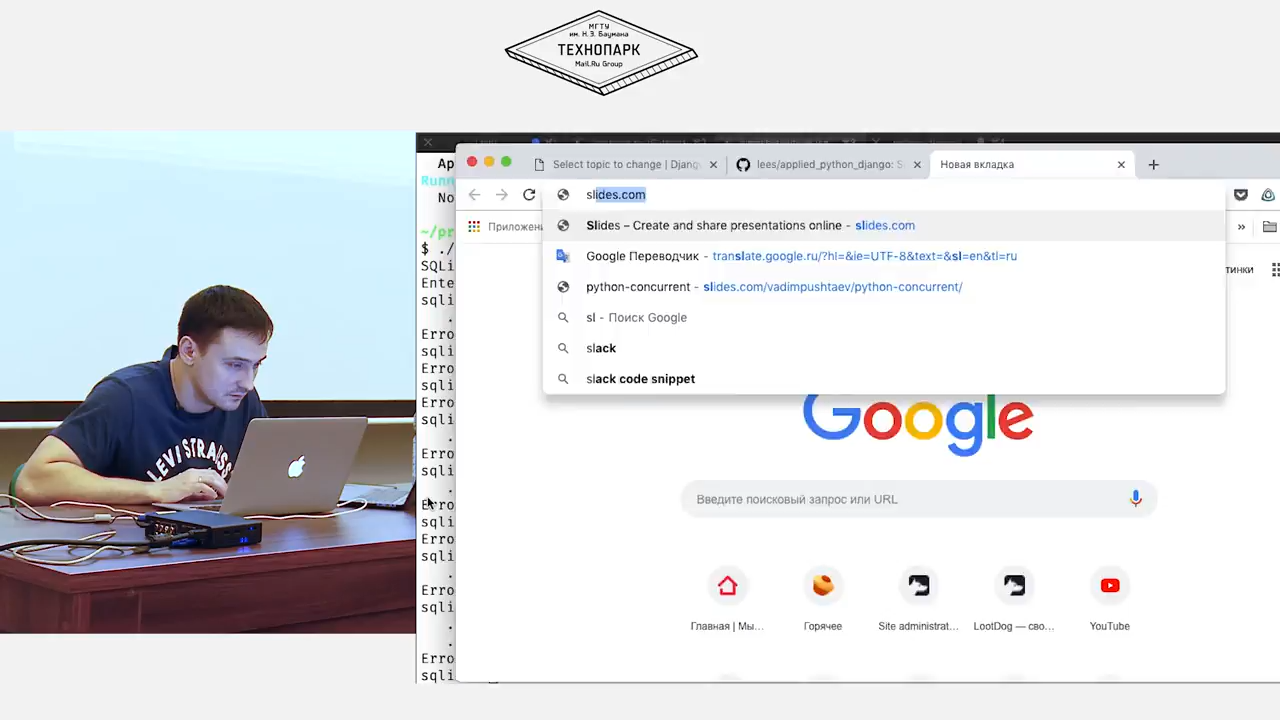 МГТУ
им. Н.Э. Баумана
ТЕХНОПАРК
Mail.Ru Group
Select topic to change | Djang
lees/applied_python_django: S
Новая вкладка
slides.com
Приложени
»
Slides – Create and share presentations online - slides.com
Google Переводчик - translate.google.ru/?hl=&ie=UTF-8&text=&sl=en&tl=ru
python-concurrent - slides.com/vadimpushtaev/python-concurrent/
sl - Поиск Google
slack
slack code snippet
тинки
Google
Введите поисковый запрос или URL
Главная | Мы...
Горячее
Site administrat...
LootDog — сво...
YouTube
Ap
Runn
No
~/pr
$ ./
SQLi
Ente
sqli
.
Erro
sqli
Erro
sqli
Erro
sqli
.
Erro
sqli
.
Erro
sqli
Erro
sqli
.
Erro
sqli
.
.
Erro
sqli
LEVI STRAUSS